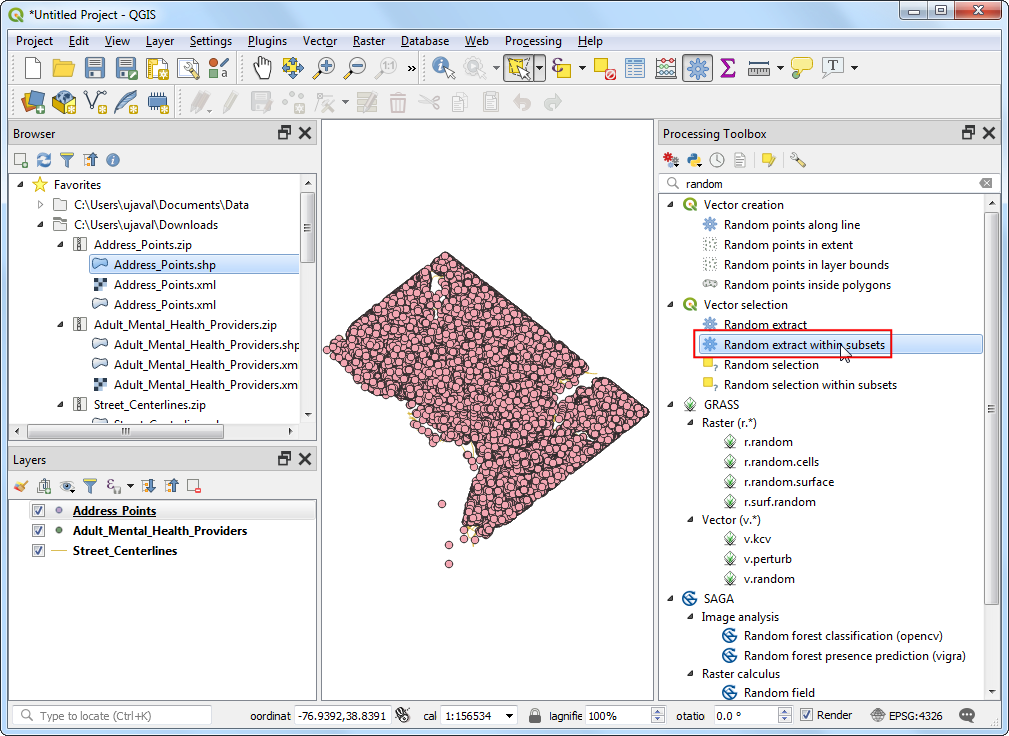 *Untitled Project - QGIS
Project Edit View Layer Settings Plugins Vector Raster Database Web Processing Help
Browser
Favorites
C:\Users\ujaval\Documents\Data
C:\Users\ujaval\Downloads
Address_Points.zip
Address_Points.shp
Address_Points.xml
Address_Points.xml
Adult_Mental_Health_Providers.zip
Adult_Mental_Health_Providers.shp
Adult_Mental_Health_Providers.xm
Adult_Mental_Health_Providers.xm
Street_Centerlines.zip
Layers
Address_Points
Adult_Mental_Health_Providers
Street_Centerlines
Processing Toolbox
random
Vector creation
Random points along line
Random points in extent
Random points in layer bounds
Random points inside polygons
Vector selection
Random extract
Random extract within subsets
Random selection
Random selection within subsets
GRASS
Raster (r.*)
r.random
r.random.cells
r.random.surface
r.surf.random
Vector (v.*)
v.kcv
v.perturb
v.random
SAGA
Image analysis
Random forest classification (opencv)
Random forest presence prediction (vigra)
Raster calculus
Random field
Type to locate (Ctrl+K) oordinat -76.9392,38.8391 cal 1:156534 lagnifie 100% otatio 0.0 ° Render EPSG:4326